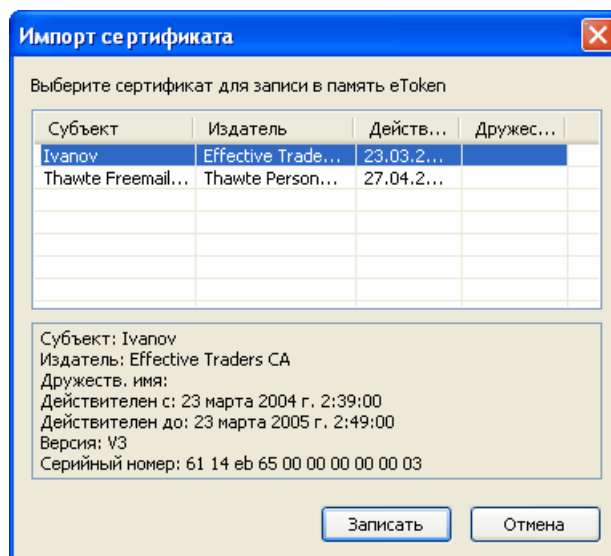 Импорт сертификата
Выберите сертификат для записи в память eToken
Субъект Издатель Действ... Дружес...
Ivanov Effective Trade... 23.03.2...
Thawte Freemail... Thawte Person... 27.04.2...
Субъект: Ivanov
Издатель: Effective Traders CA
Дружеств. имя:
Действителен с: 23 марта 2004 г. 2:39:00
Действителен до: 23 марта 2005 г. 2:49:00
Версия: V3
Серийный номер: 61 14 eb 65 00 00 00 00 00 03
Записать Отмена